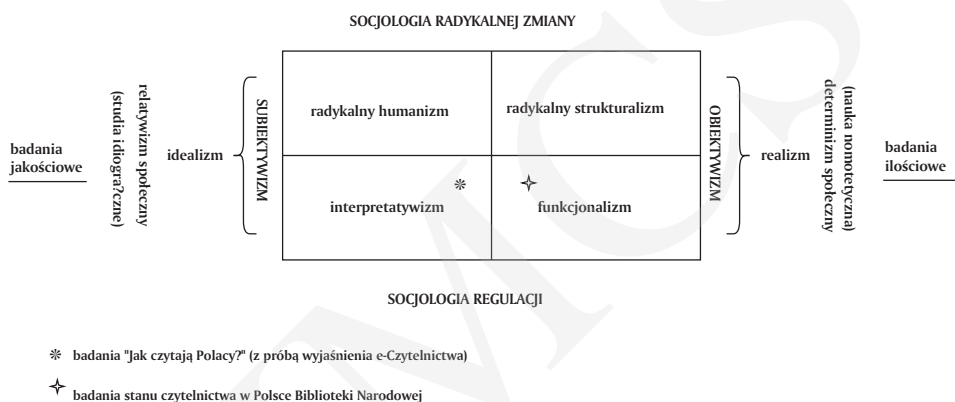 SOCJOLOGIA RADYKALNEJ ZMIANY
badania
jakościowe
relatywizm społeczny
(studia idiogra?czne)
idealizm
SUBIEKTYWIZM
radykalny humanizm
radykalny strukturalizm
interpretatywizm
funkcjonalizm
OBIEKTYWIZM
realizm
(nauka nomotetyczna)
determinizm społeczny
badania
ilościowe
SOCJOLOGIA REGULACJI
badania "Jak czytają Polacy?" (z próbą wyjaśnienia e-Czytelnictwa)
badania stanu czytelnictwa w Polsce Biblioteki Narodowej